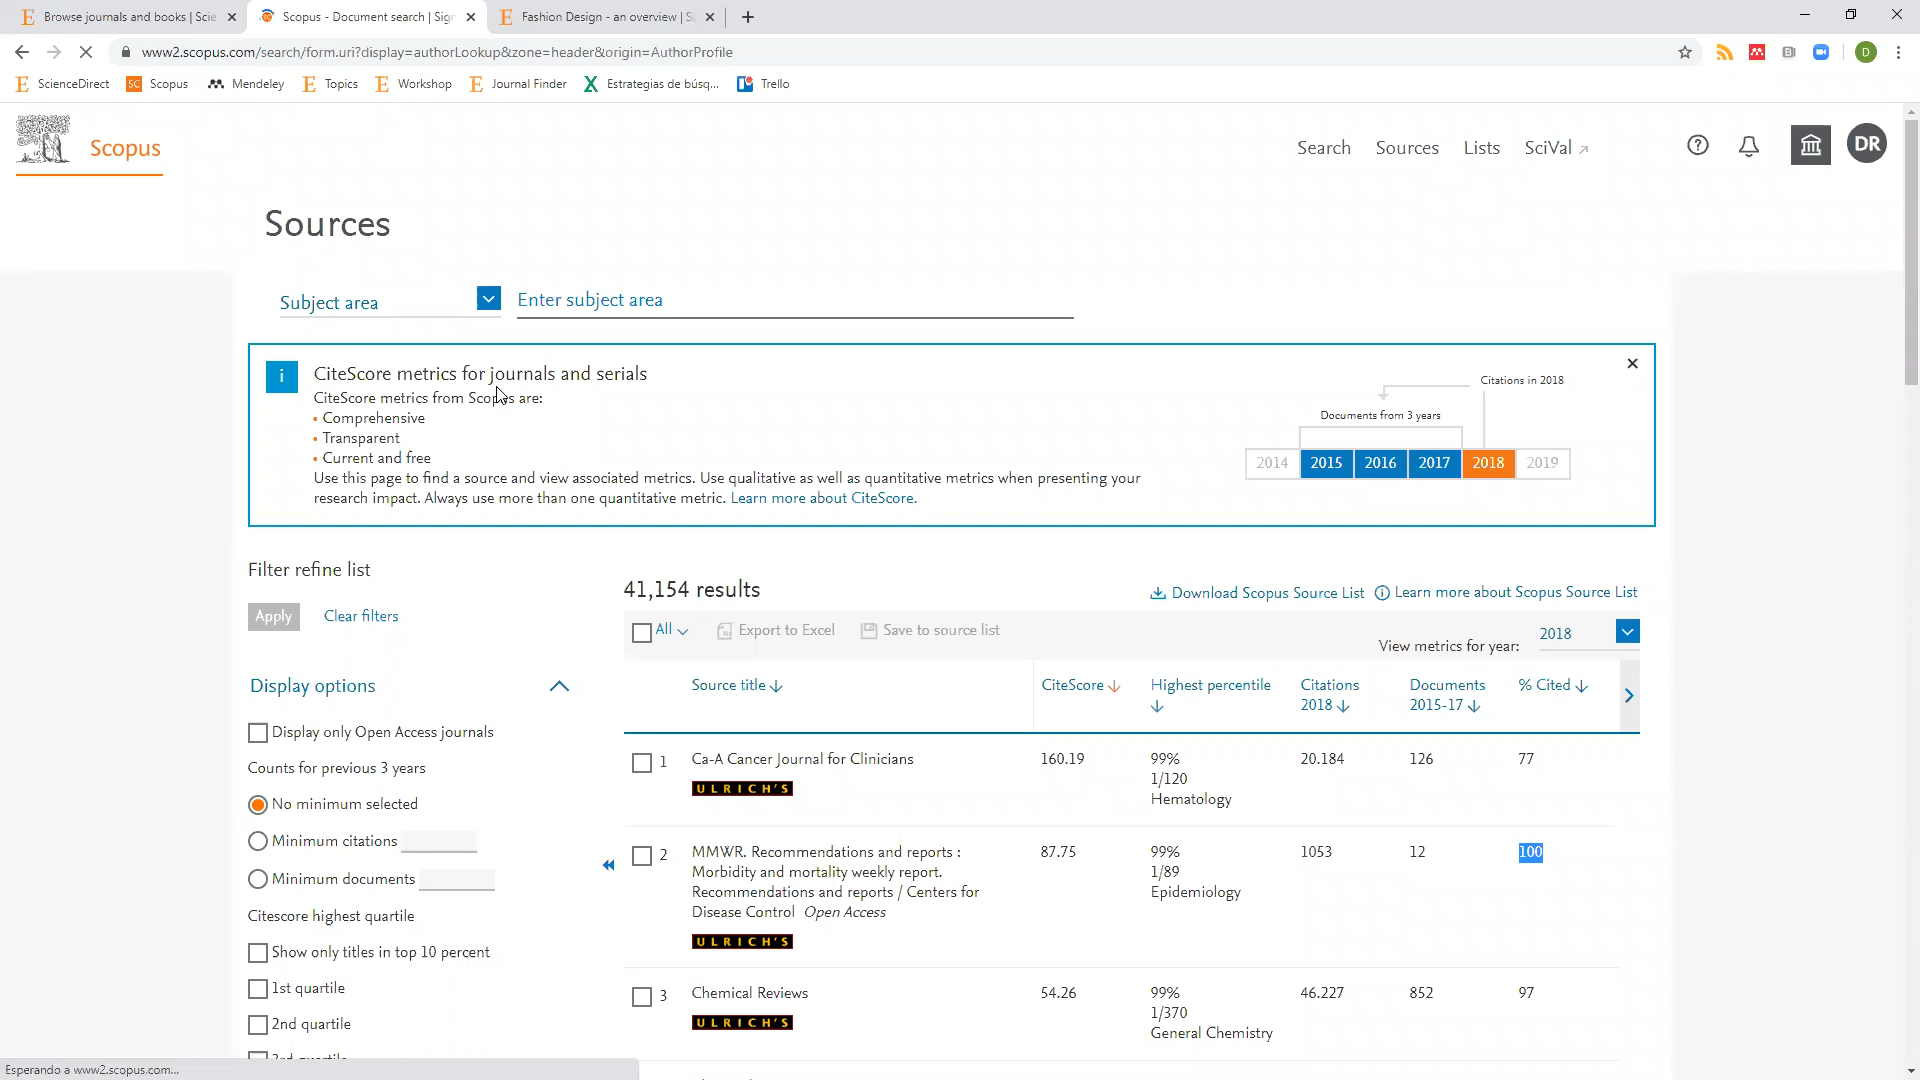 Browse journals and books | Scie
Scopus - Document search | Sign
Fashion Design - an overview | S
www2.scopus.com/search/form.uri?display=authorLookup&zone=header&origin=AuthorProfile
D
ScienceDirect
SC Scopus
Mendeley
Topics
Workshop
Journal Finder
Estrategias de búsq...
Trello
Scopus
Search
Sources
Lists
SciVal
DR
Sources
Subject area
Enter subject area
CiteScore metrics for journals and serials
CiteScore metrics from Scopus are:
• Comprehensive
• Transparent
• Current and free
Use this page to find a source and view associated metrics. Use qualitative as well as quantitative metrics when presenting your
research impact. Always use more than one quantitative metric. Learn more about CiteScore.
Citations in 2018
Documents from 3 years
2014 2015 2016 2017 2018 2019
Filter refine list
Apply
Clear filters
Display options
Display only Open Access journals
Counts for previous 3 years
No minimum selected
Minimum citations
Minimum documents
Citescore highest quartile
Show only titles in top 10 percent
1st quartile
2nd quartile
3rd quartile
41,154 results
Download Scopus Source List
Learn more about Scopus Source List
All
Export to Excel
Save to source list
View metrics for year:
2018
Source title
CiteScore
Highest percentile
Citations
2018
Documents
2015-17
% Cited
1
Ca-A Cancer Journal for Clinicians
ULRICH'S
160.19
99%
1/120
Hematology
20.184
126
77
2
MMWR. Recommendations and reports :
Morbidity and mortality weekly report.
Recommendations and reports / Centers for
Disease Control Open Access
ULRICH'S
87.75
99%
1/89
Epidemiology
1053
12
100
3
Chemical Reviews
ULRICH'S
54.26
99%
1/370
General Chemistry
46.227
852
97
Esperando a www2.scopus.com...